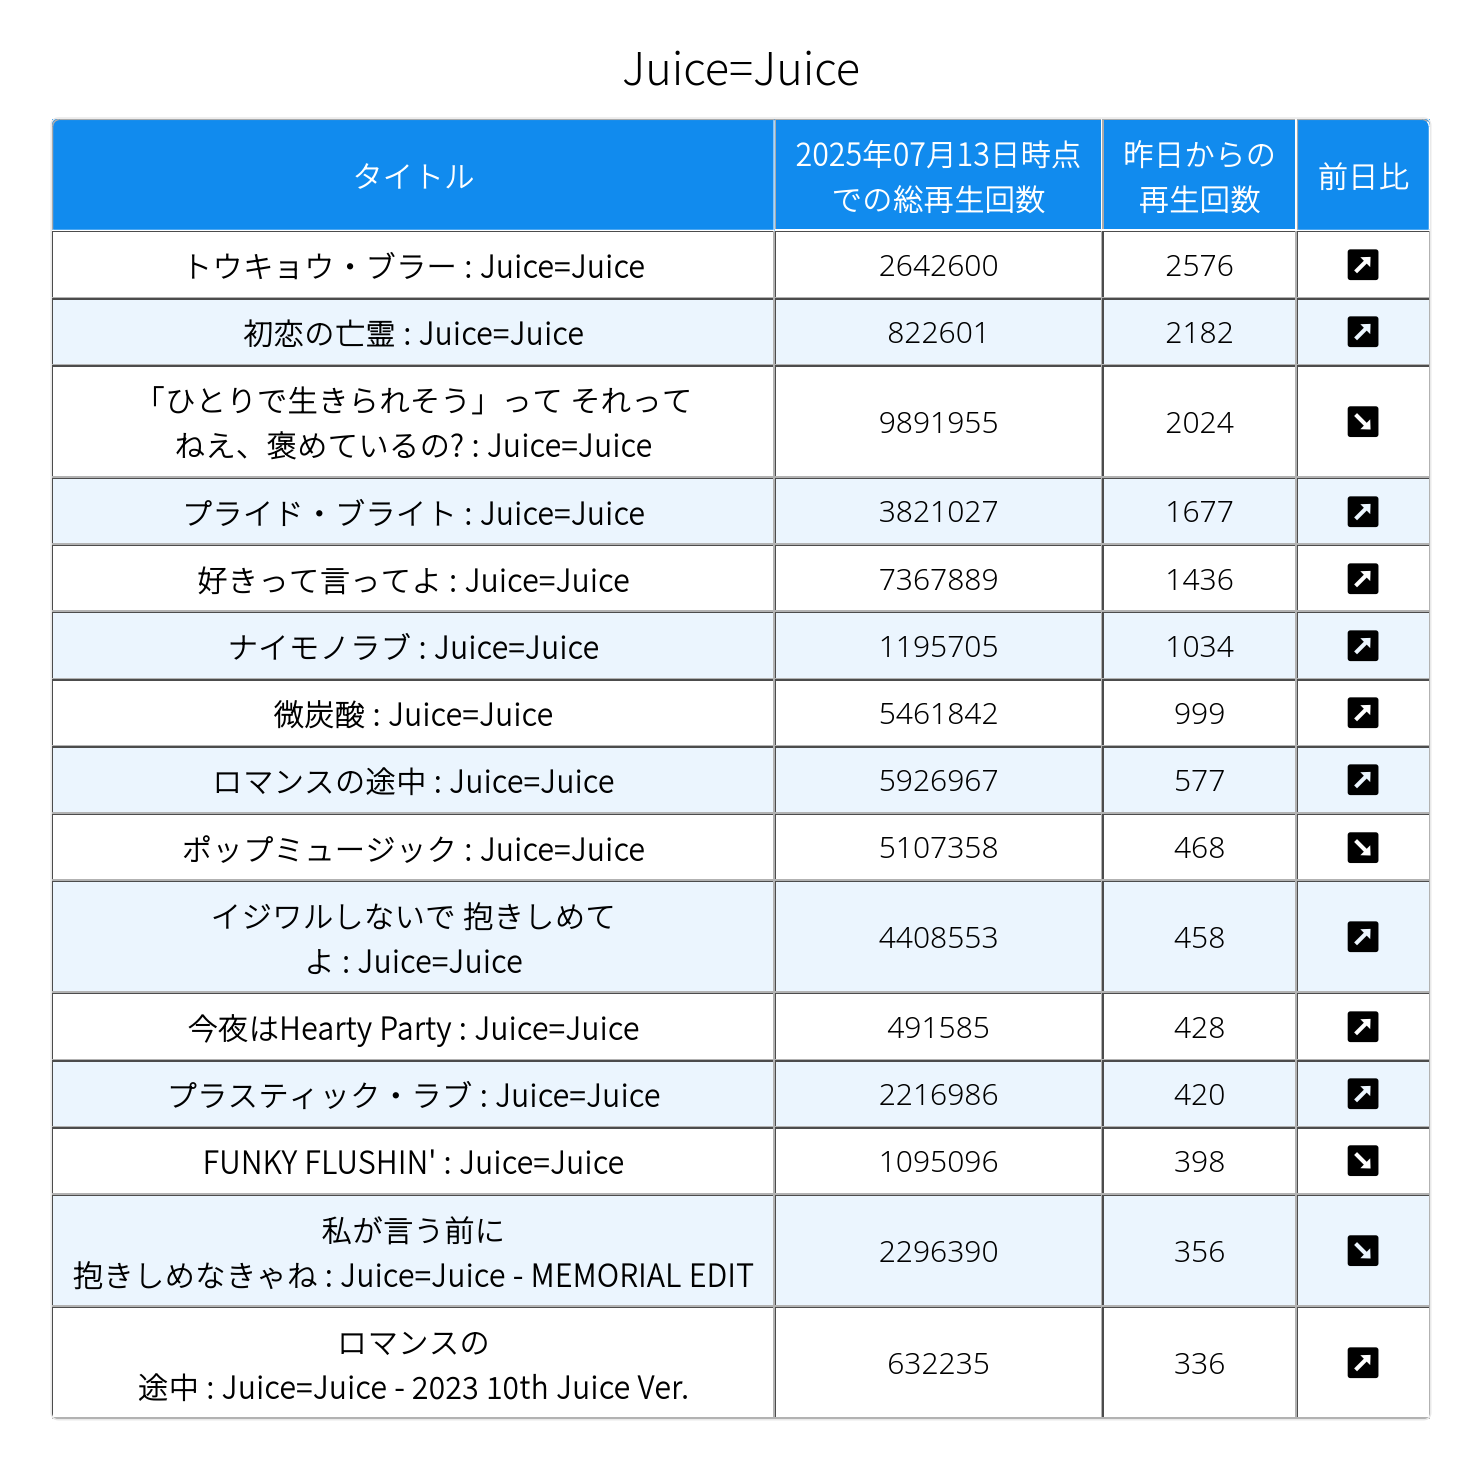 Juice=Juice
タイトル
2025年07月13日時点
での総再生回数
昨日からの
再生回数
前日比
トウキョウ・ブラー : Juice=Juice 2642600 2576
初恋の亡霊 : Juice=Juice 822601 2182
「ひとりで生きられそう」って それって
ねえ、褒めているの? : Juice=Juice 9891955 2024
プライド・ブライト : Juice=Juice 3821027 1677
好きって言ってよ : Juice=Juice 7367889 1436
ナイモノラブ : Juice=Juice 1195705 1034
微炭酸 : Juice=Juice 5461842 999
ロマンスの途中 : Juice=Juice 5926967 577
ポップミュージック : Juice=Juice 5107358 468
イジワルしないで 抱きしめて
よ : Juice=Juice 4408553 458
今夜はHearty Party : Juice=Juice 491585 428
プラスティック・ラブ : Juice=Juice 2216986 420
FUNKY FLUSHIN' : Juice=Juice 1095096 398
私が言う前に
抱きしめなきゃね : Juice=Juice - MEMORIAL EDIT 2296390 356
ロマンスの
途中 : Juice=Juice - 2023 10th Juice Ver. 632235 336